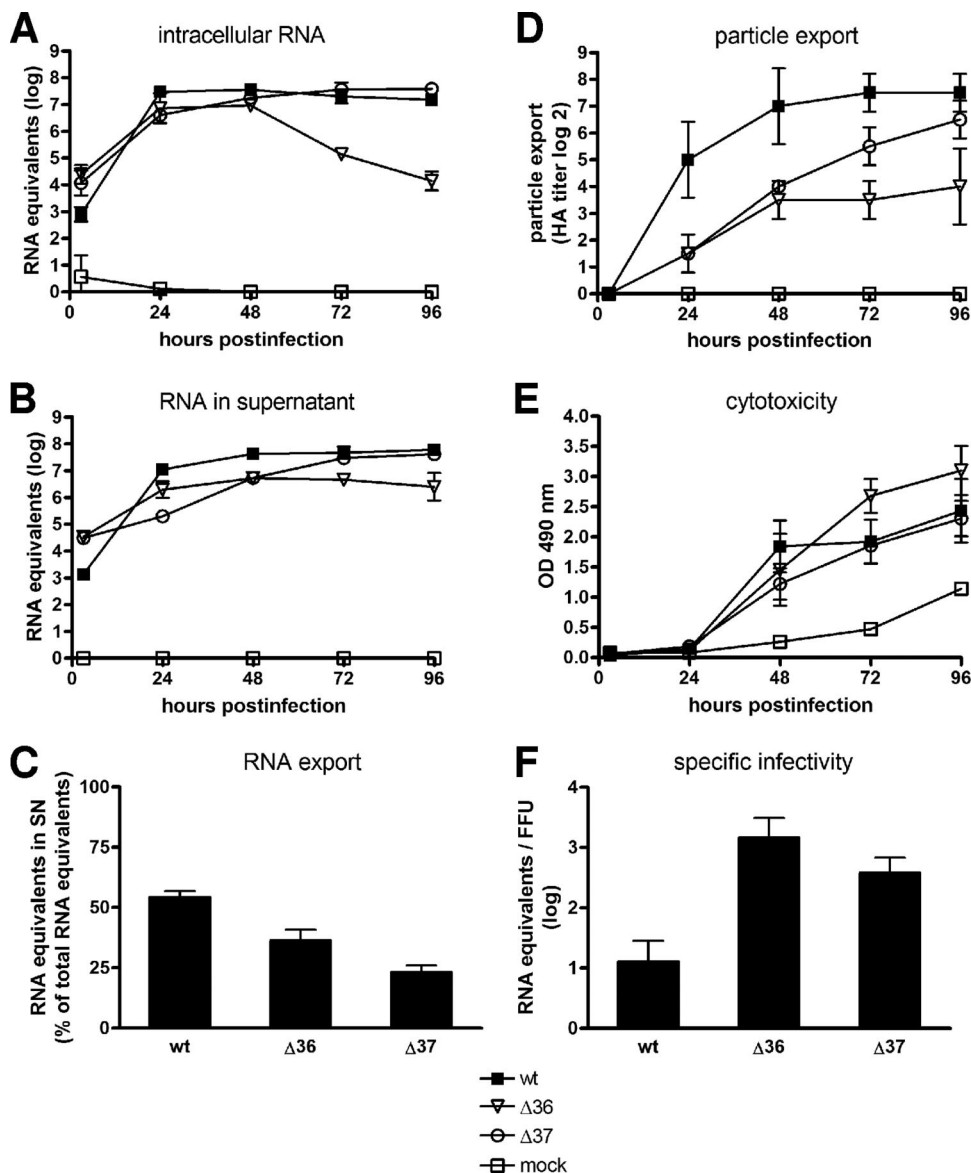 A
intracellular RNA
RNA equivalents (log)
9
8
7
6
5
4
3
2
1
0
0 24 48 72 96
hours postinfection
B
RNA in supernatant
RNA equivalents (log)
9
8
7
6
5
4
3
2
1
0
0 24 48 72 96
hours postinfection
C
RNA export
RNA equivalents in SN
(% of total RNA equivalents)
100
75
50
25
0
wt Δ36 Δ37
D
particle export
particle export
(HA titer log 2)
9
8
7
6
5
4
3
2
1
0
0 24 48 72 96
hours postinfection
E
cytotoxicity
OD 490 nm
4.0
3.5
3.0
2.5
2.0
1.5
1.0
0.5
0.0
0 24 48 72 96
hours postinfection
F
specific infectivity
RNA equivalents / FFU
(log)
4
3
2
1
0
wt Δ36 Δ37
wt
Δ36
Δ37
mock